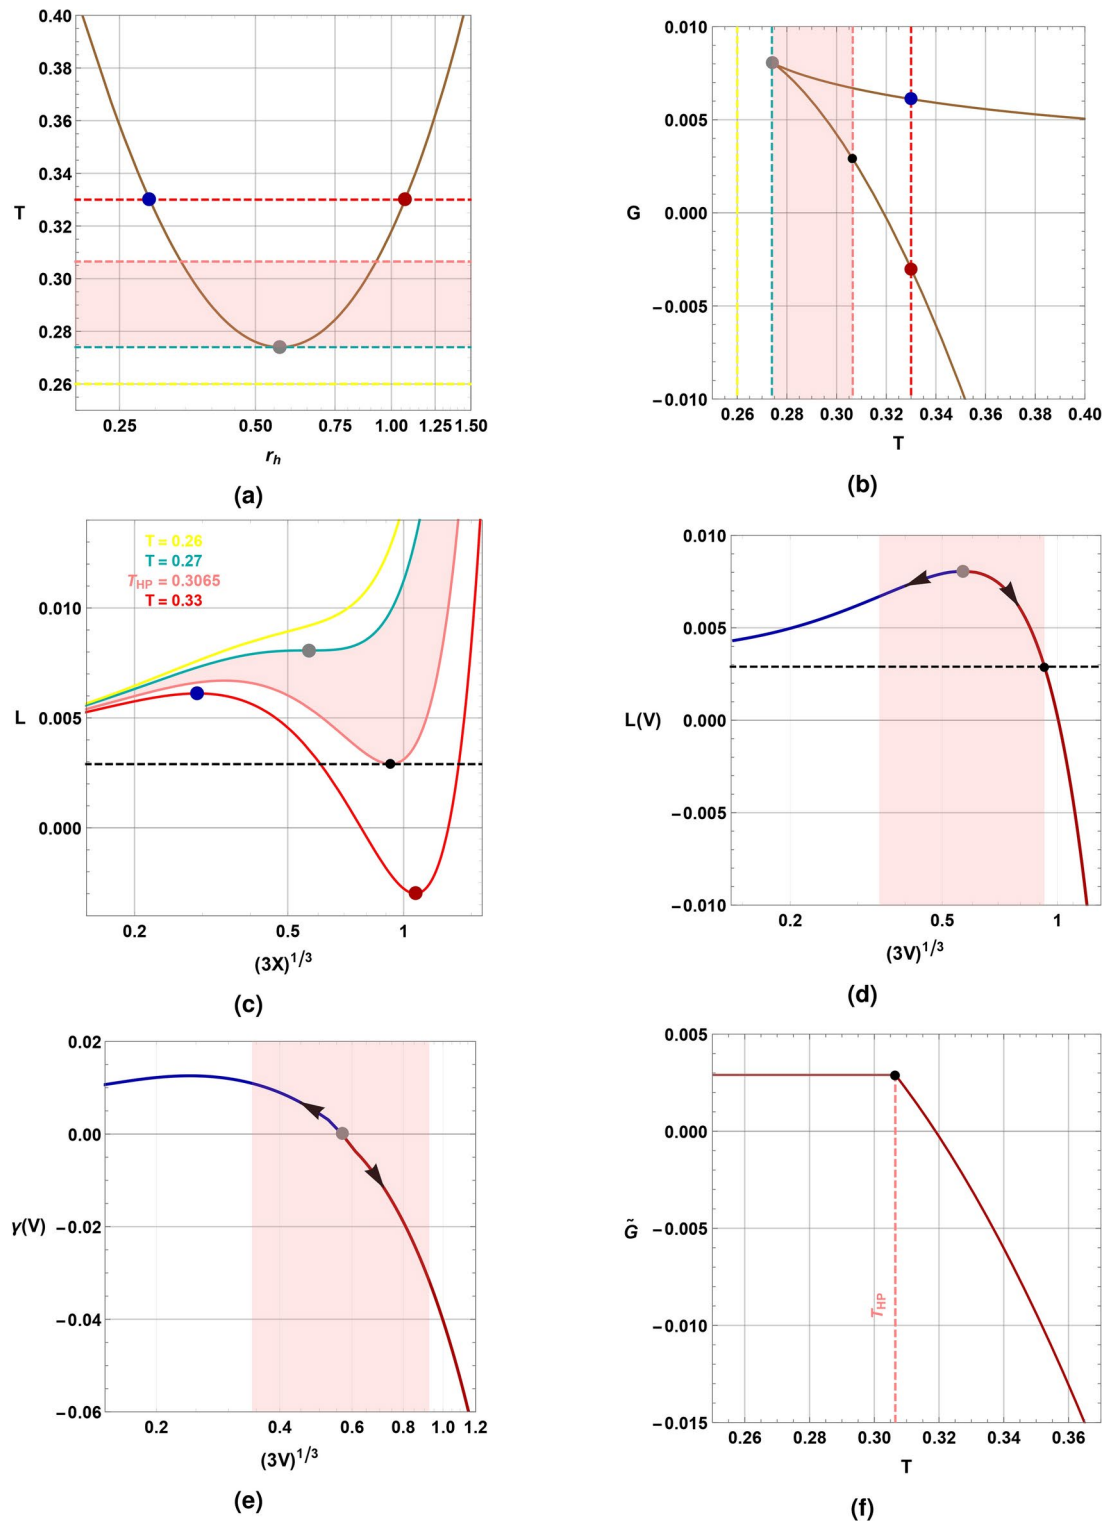 0.40
0.38
0.36
0.34
0.32
0.30
0.28
0.26
T
0.25 0.50 0.75 1.00 1.25 1.50
r_h
(a)
0.010
0.005
0.000
−0.005
−0.010
G
0.26 0.28 0.30 0.32 0.34 0.36 0.38 0.40
T
(b)
T = 0.26
T = 0.27
T_HP = 0.3065
T = 0.33
0.010
0.005
0.000
L
0.2 0.5 1
(3X)^1/3
(c)
0.010
0.005
0.000
−0.005
−0.010
L(V)
0.2 0.5 1
(3V)^1/3
(d)
0.02
0.00
−0.02
−0.04
−0.06
γ(V)
0.2 0.4 0.6 0.8 1.0 1.2
(3V)^1/3
(e)
0.005
0.000
−0.005
−0.010
−0.015
G̃
T_HP
0.26 0.28 0.30 0.32 0.34 0.36
T
(f)